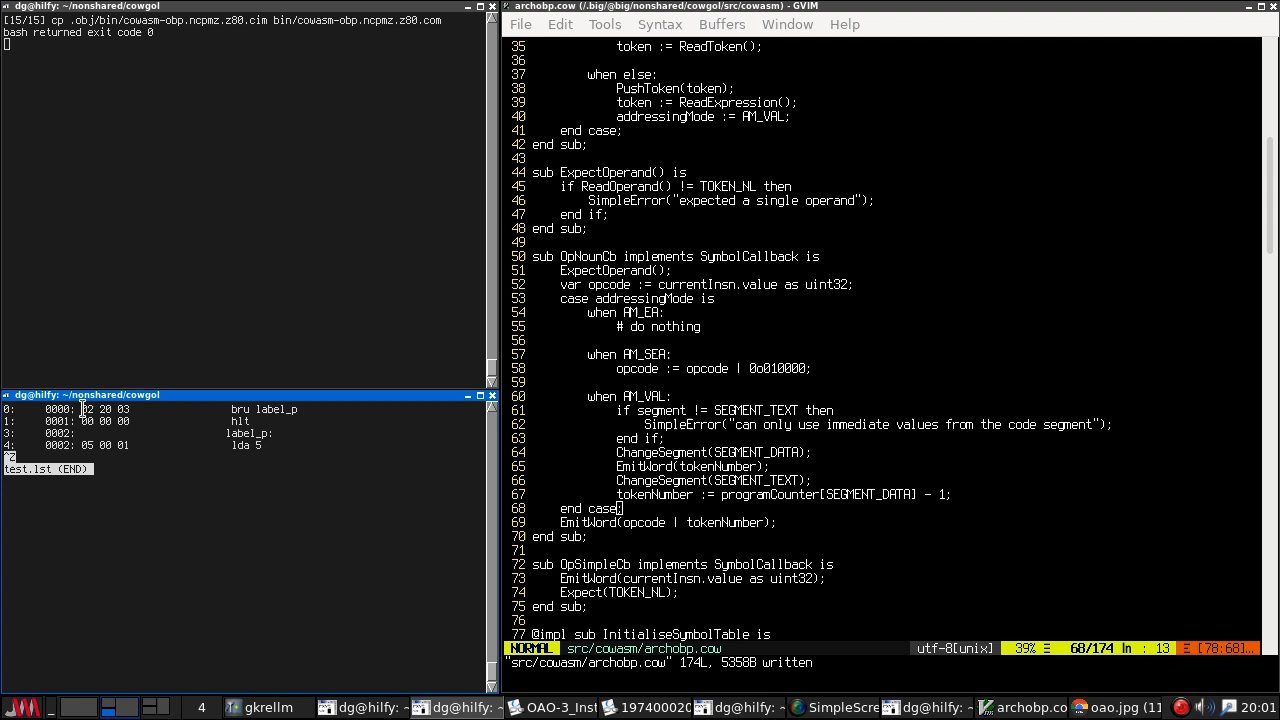 dg@hilfy: ~/nonshared/cowgol
[15/15] cp .obj/bin/cowasm-obp.ncpmz.z80.cim bin/cowasm-obp.ncpmz.z80.com
bash returned exit code 0
dg@hilfy: ~/nonshared/cowgol
0: 0000: 02 20 03 bru label_p
1: 0001: 00 00 00 hlt
3: 0002: label_p:
4: 0002: 05 00 01 lda 5
^Z
test.lst (END)
archobp.cow (/.big/@big/nonshared/cowgol/src/cowasm) - GVIM
File Edit Tools Syntax Buffers Window Help
35 token := ReadToken();
36
37 when else:
38 PushToken(token);
39 token := ReadExpression();
40 addressingMode := AM_VAL;
41 end case;
42 end sub;
43
44 sub ExpectOperand() is
45 if ReadOperand() != TOKEN_NL then
46 SimpleError("expected a single operand");
47 end if;
48 end sub;
49
50 sub OpNounCb implements SymbolCallback is
51 ExpectOperand();
52 var opcode := currentInsn.value as uint32;
53 case addressingMode is
54 when AM_EA:
55 # do nothing
56
57 when AM_SEA:
58 opcode := opcode | 0o010000;
59
60 when AM_VAL:
61 if segment != SEGMENT_TEXT then
62 SimpleError("can only use immediate values from the code segment");
63 end if;
64 ChangeSegment(SEGMENT_DATA);
65 EmitWord(tokenNumber);
66 ChangeSegment(SEGMENT_TEXT);
67 tokenNumber := programCounter[SEGMENT_DATA] - 1;
68 end case;
69 EmitWord(opcode | tokenNumber);
70 end sub;
71
72 sub OpSimpleCb implements SymbolCallback is
73 EmitWord(currentInsn.value as uint32);
74 Expect(TOKEN_NL);
75 end sub;
76
77 @impl sub InitialiseSymbolTable is
NORMAL src/cowasm/archobp.cow utf-8[unix] 39% Ξ 68/174 ln : 13 Ξ [78:68]…
"src/cowasm/archobp.cow" 174L, 5358B written
4 gkrellm dg@hilfy: ~ dg@hilfy: ~ OAO-3_Inst 197400020 dg@hilfy: ~ SimpleScre dg@hilfy: ~ archobp.co oao.jpg (11 20:01